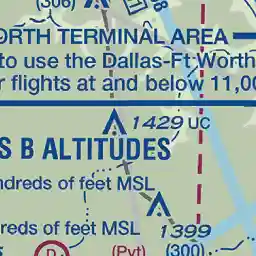 (306)
ORTH TERMINAL AREA
to use the Dallas-Ft Worth
r flights at and below 11,00
1429 UC
S B ALTITUDES
ndreds of feet MSL
reds of feet MSL
1399
D
(Pvt)
(300)